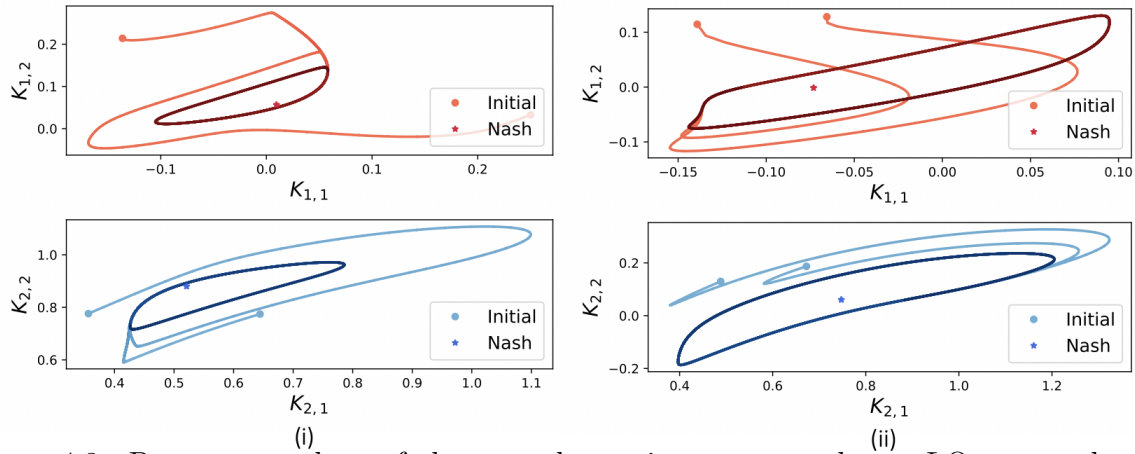 0.2
0.1
0.0
K1,2
−0.1
0.0
0.1
0.2
K1,1
Initial
Nash
0.1
0.0
−0.1
K1,2
−0.15
−0.10
−0.05
0.00
0.05
0.10
K1,1
Initial
Nash
1.0
0.8
0.6
K2,2
0.4
0.5
0.6
0.7
0.8
0.9
1.0
1.1
K2,1
Initial
Nash
(i)
0.2
0.0
−0.2
K2,2
0.4
0.6
0.8
1.0
1.2
K2,1
Initial
Nash
(ii)